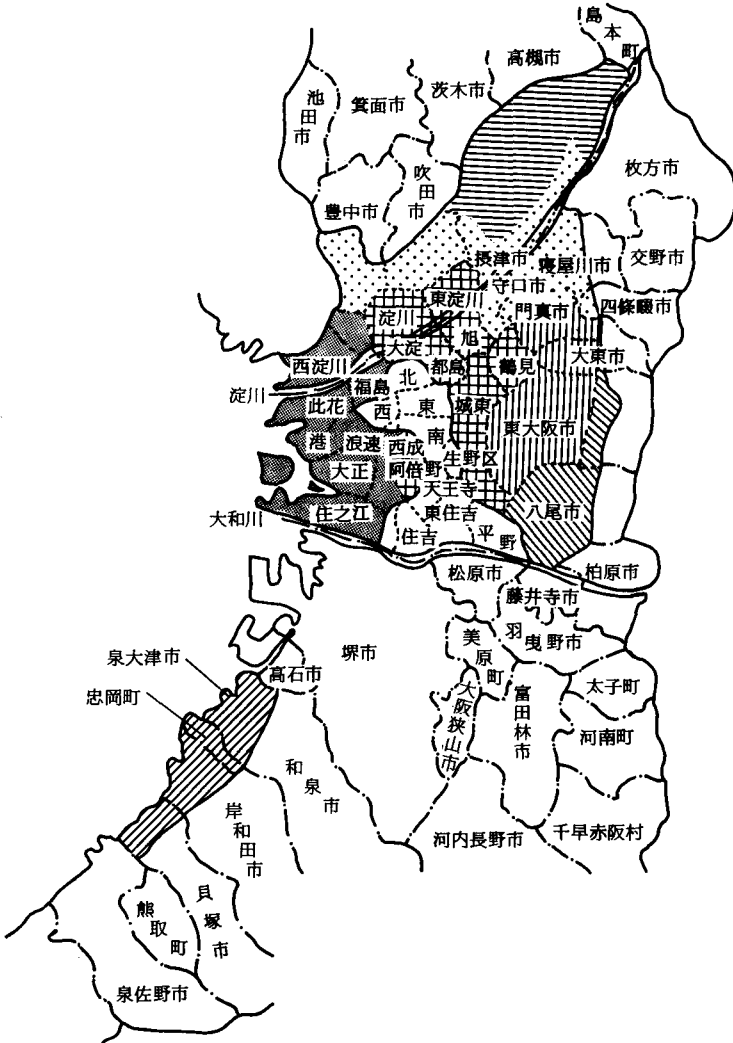 島本町
高槻市
茨木市
池田市
箕面市
吹田市
豊中市
枚方市
摂津市
寝屋川市
交野市
守口市
東淀川
淀川
門真市
四條畷市
旭
大淀
都島
鶴見
大東市
西淀川
北
福島
淀川
此花
西
東
城東
東大阪市
港
浪速
西成
南
生野区
大正
阿倍野
天王寺
大和川
住之江
東住吉
八尾市
住吉
平野
松原市
柏原市
藤井寺市
羽曳野市
美原町
堺市
高石市
泉大津市
忠岡町
大阪狭山市
富田林市
太子町
河南町
和泉市
岸和田市
河内長野市
千早赤阪村
貝塚市
熊取町
泉佐野市